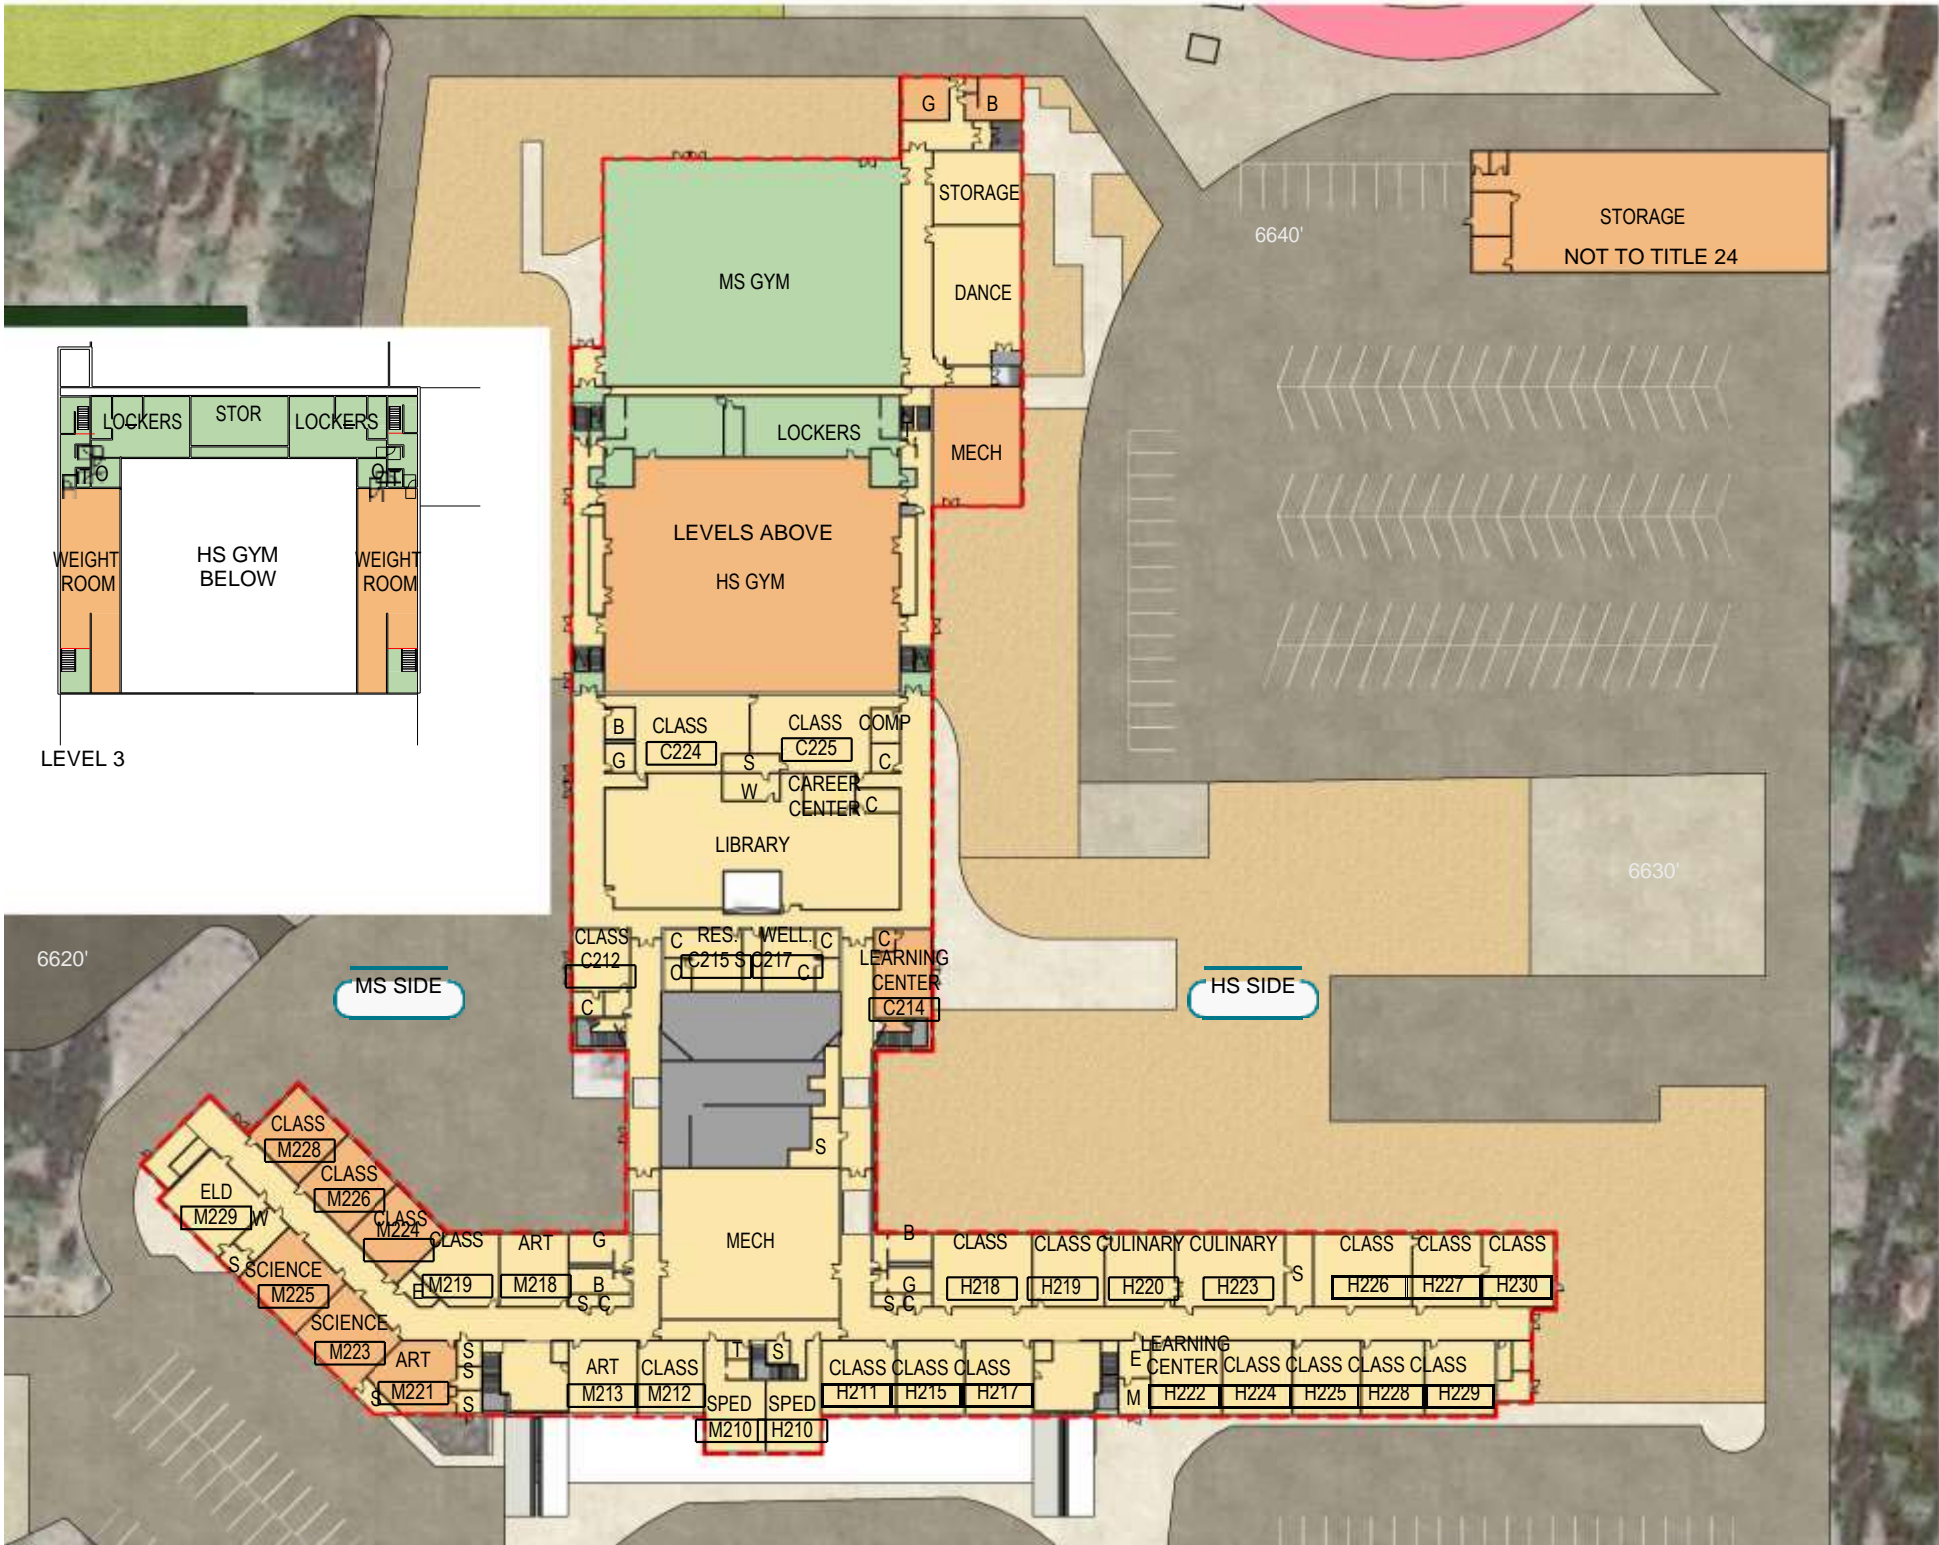 G
B
STORAGE
STORAGE
NOT TO TITLE 24
6640'
MS GYM
DANCE
LOCKERS
STOR
LOCKERS
T
O
O
T
WEIGHT
ROOM
HS GYM
BELOW
WEIGHT
ROOM
LEVEL 3
LOCKERS
MECH
LEVELS ABOVE
HS GYM
B
CLASS
C224
CLASS
C225
COMP
G
S
C
W
CAREER
CENTER
C
LIBRARY
6630'
6620'
CLASS
C212
C
C
RES.
C215
S
WELL.
C217
C
C
C
C
LEARNING
CENTER
C214
MS SIDE
HS SIDE
S
CLASS
M228
CLASS
M226
CLASS
M224
ELD
M229
W
S
SCIENCE
M225
SCIENCE
M223
S
ART
M221
E
CLASS
M219
ART
M218
G
B
S
C
MECH
B
G
S
C
CLASS
H218
CLASS
H219
CULINARY
H220
CULINARY
H223
S
CLASS
H226
CLASS
H227
CLASS
H230
S
S
S
ART
M213
CLASS
M212
T
S
SPED
M210
SPED
H210
CLASS
H211
CLASS
H215
CLASS
H217
E
M
LEARNING
CENTER
H222
CLASS
H224
CLASS
H225
CLASS
H228
CLASS
H229